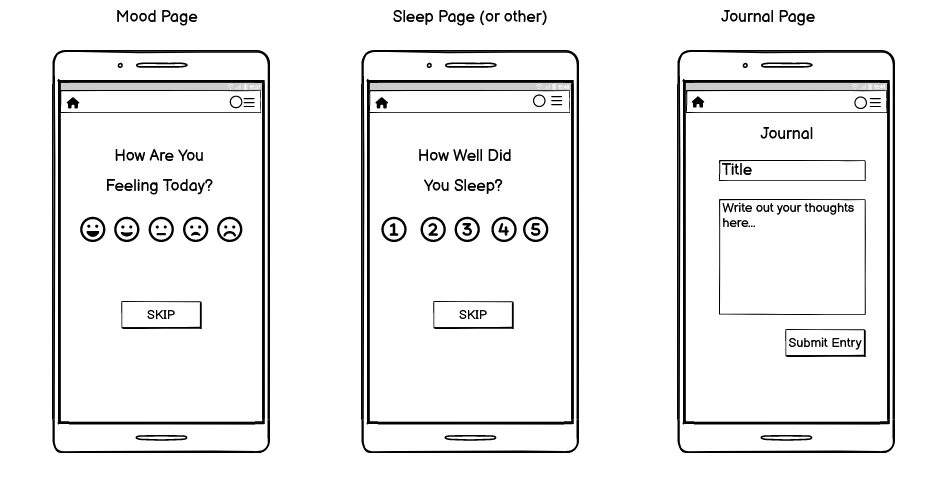 Mood Page
Sleep Page (or other)
Journal Page
How Are You
Feeling Today?
SKIP
How Well Did
You Sleep?
1 2 3 4 5
SKIP
Journal
Title
Write out your thoughts
here...
Submit Entry